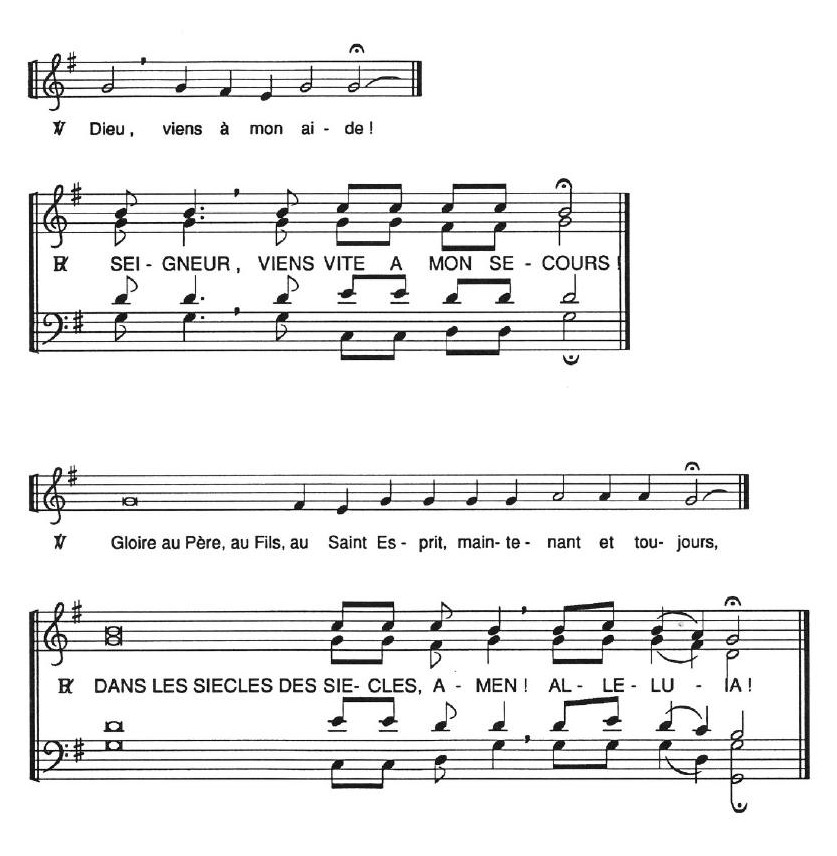 ℣ Dieu, viens à mon ai - de !
℟ SEI - GNEUR, VIENS VITE A MON SE - COURS !
℣ Gloire au Père, au Fils, au Saint Es - prit, main - te - nant et tou - jours,
℟ DANS LES SIECLES DES SIE - CLES, A - MEN ! AL - LE - LU - IA !